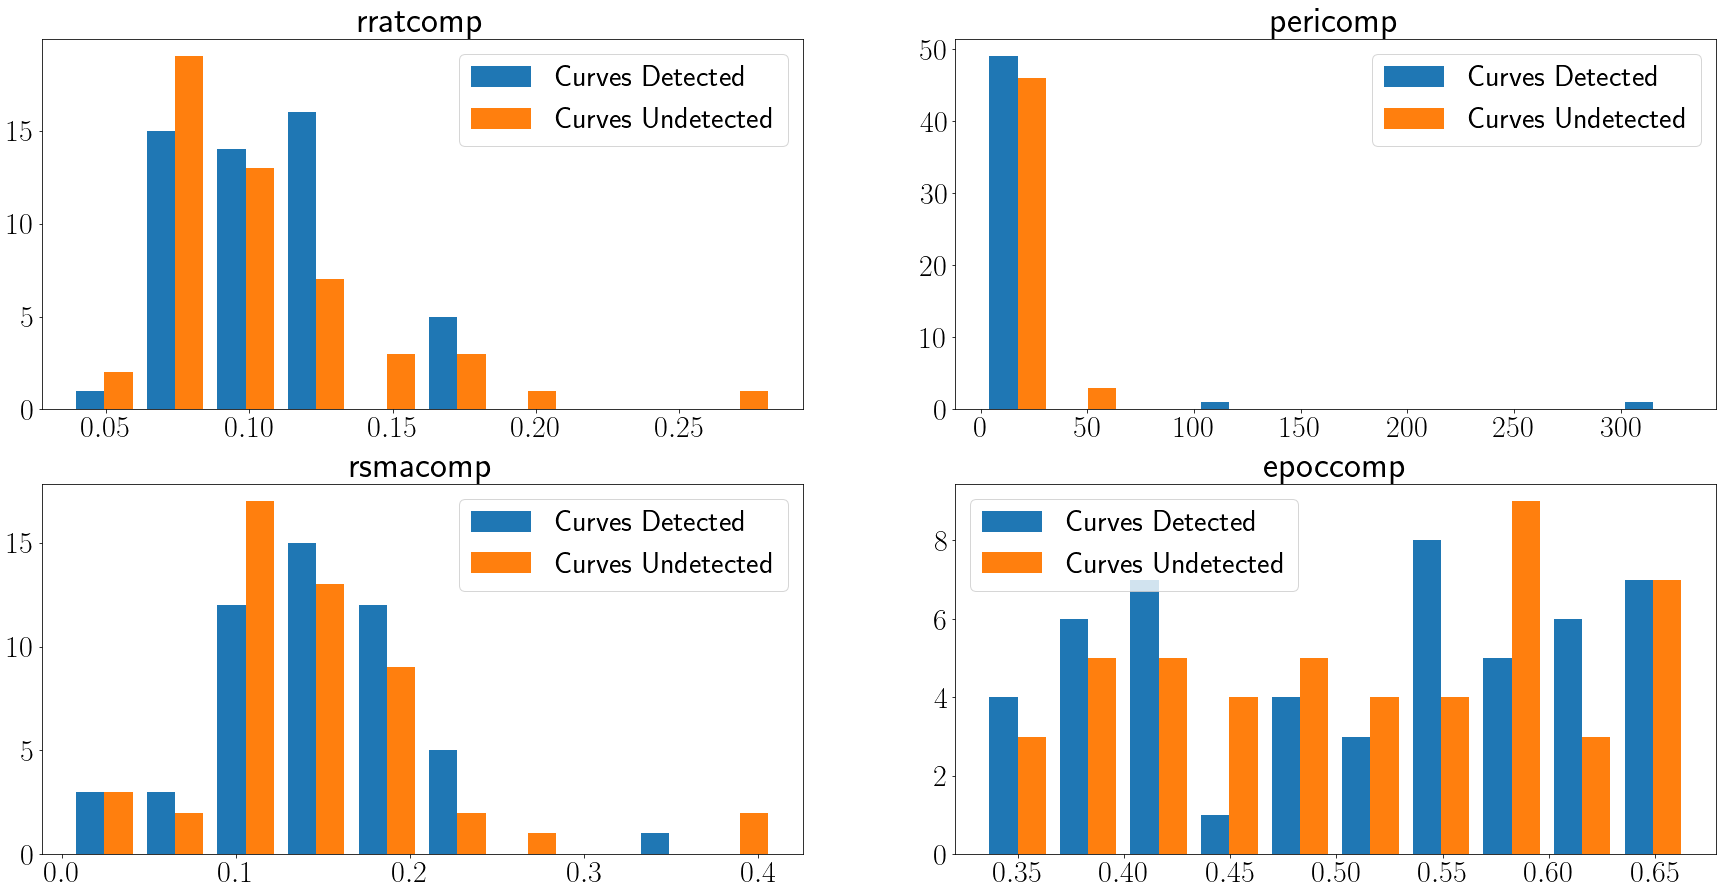 rratcomp
Curves Detected
Curves Undetected
15
10
5
0
0.05 0.10 0.15 0.20 0.25
pericomp
Curves Detected
Curves Undetected
50
40
30
20
10
0
0 50 100 150 200 250 300
rsmacomp
Curves Detected
Curves Undetected
15
10
5
0
0.0 0.1 0.2 0.3 0.4
epoccomp
Curves Detected
Curves Undetected
8
6
4
2
0
0.35 0.40 0.45 0.50 0.55 0.60 0.65